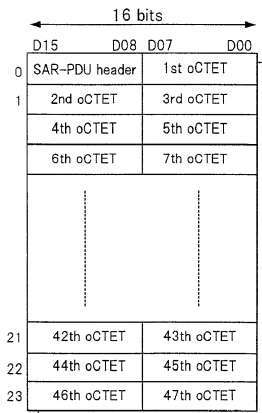 16 bits
D15 D08 D07 D00
0 SAR-PDU header 1st oCTET
1 2nd oCTET 3rd oCTET
4th oCTET 5th oCTET
6th oCTET 7th oCTET
21 42th oCTET 43th oCTET
22 44th oCTET 45th oCTET
23 46th oCTET 47th oCTET